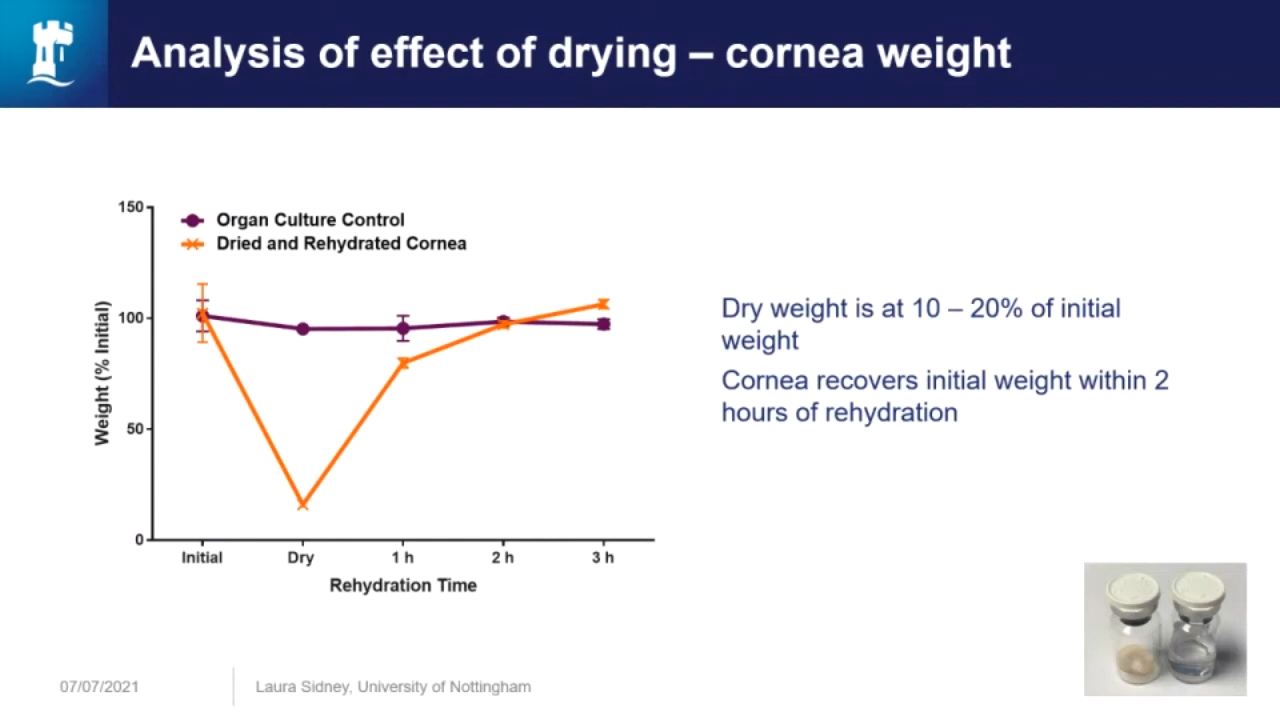 Analysis of effect of drying – cornea weight
150
100
50
0
Weight (% Initial)
Organ Culture Control
Dried and Rehydrated Cornea
Initial
Dry
1 h
2 h
3 h
Rehydration Time
Dry weight is at 10 – 20% of initial
weight
Cornea recovers initial weight within 2
hours of rehydration
07/07/2021
Laura Sidney, University of Nottingham